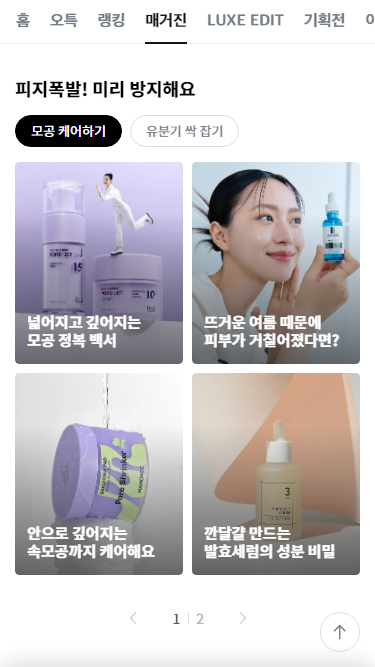 홈 오특 랭킹 매거진 LUXE EDIT 기획전
피지폭발! 미리 방지해요
모공 케어하기 유분기 싹 잡기
넓어지고 깊어지는
모공 정복 백서
뜨거운 여름 때문에
피부가 거칠어졌다면?
Pore Shrinker
안으로 깊어지는
속모공까지 케어해요
3
깐달걀 만드는
발효세럼의 성분 비밀
1 | 2